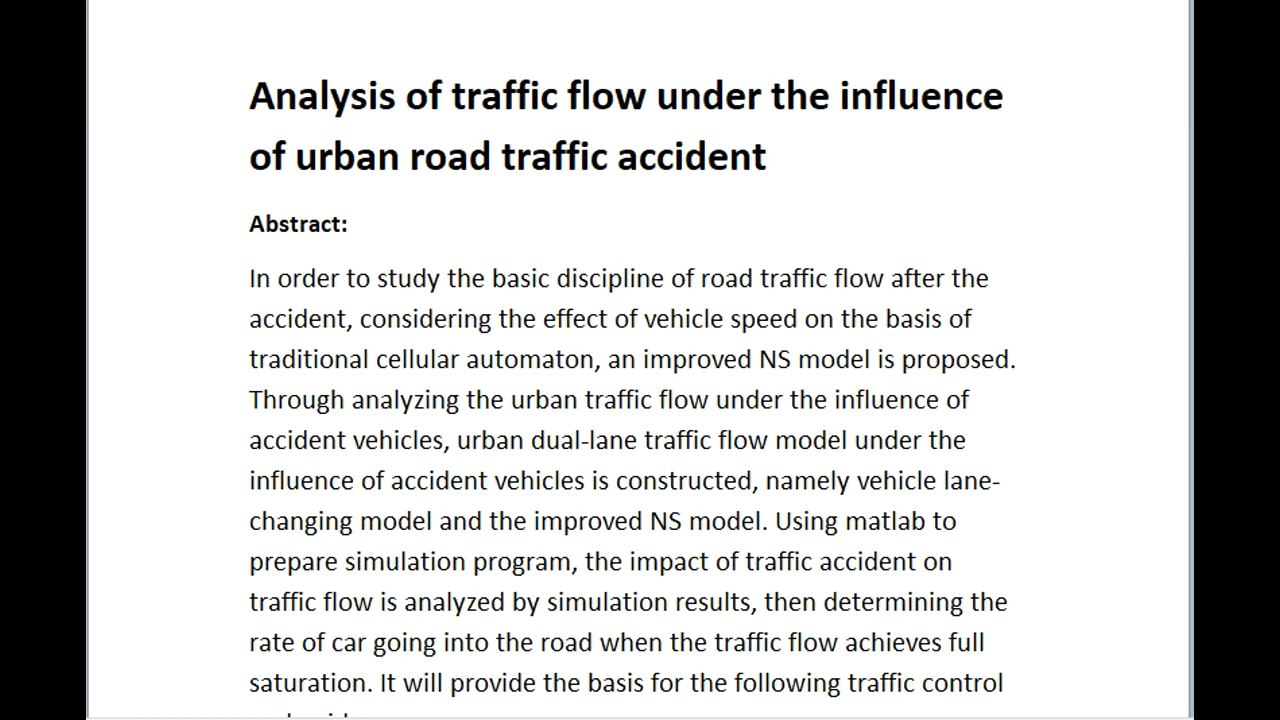 Analysis of traffic flow under the influence
of urban road traffic accident
Abstract:
In order to study the basic discipline of road traffic flow after the
accident, considering the effect of vehicle speed on the basis of
traditional cellular automaton, an improved NS model is proposed.
Through analyzing the urban traffic flow under the influence of
accident vehicles, urban dual-lane traffic flow model under the
influence of accident vehicles is constructed, namely vehicle lane-
changing model and the improved NS model. Using matlab to
prepare simulation program, the impact of traffic accident on
traffic flow is analyzed by simulation results, then determining the
rate of car going into the road when the traffic flow achieves full
saturation. It will provide the basis for the following traffic control